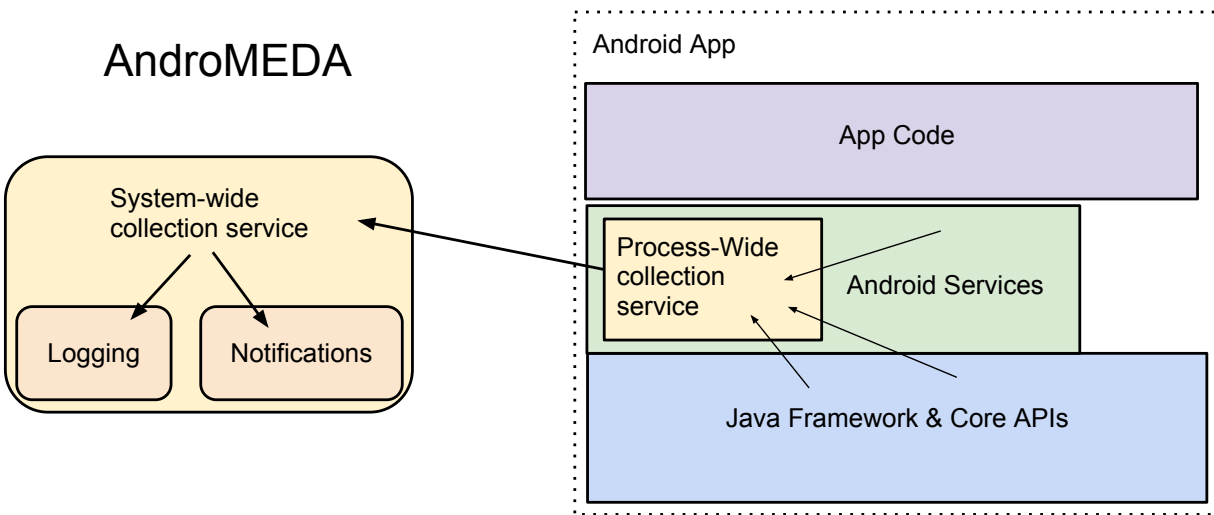 AndroMEDA
System-wide
collection service
Logging
Notifications
Android App
App Code
Process-Wide
collection
service
Android Services
Java Framework & Core APIs